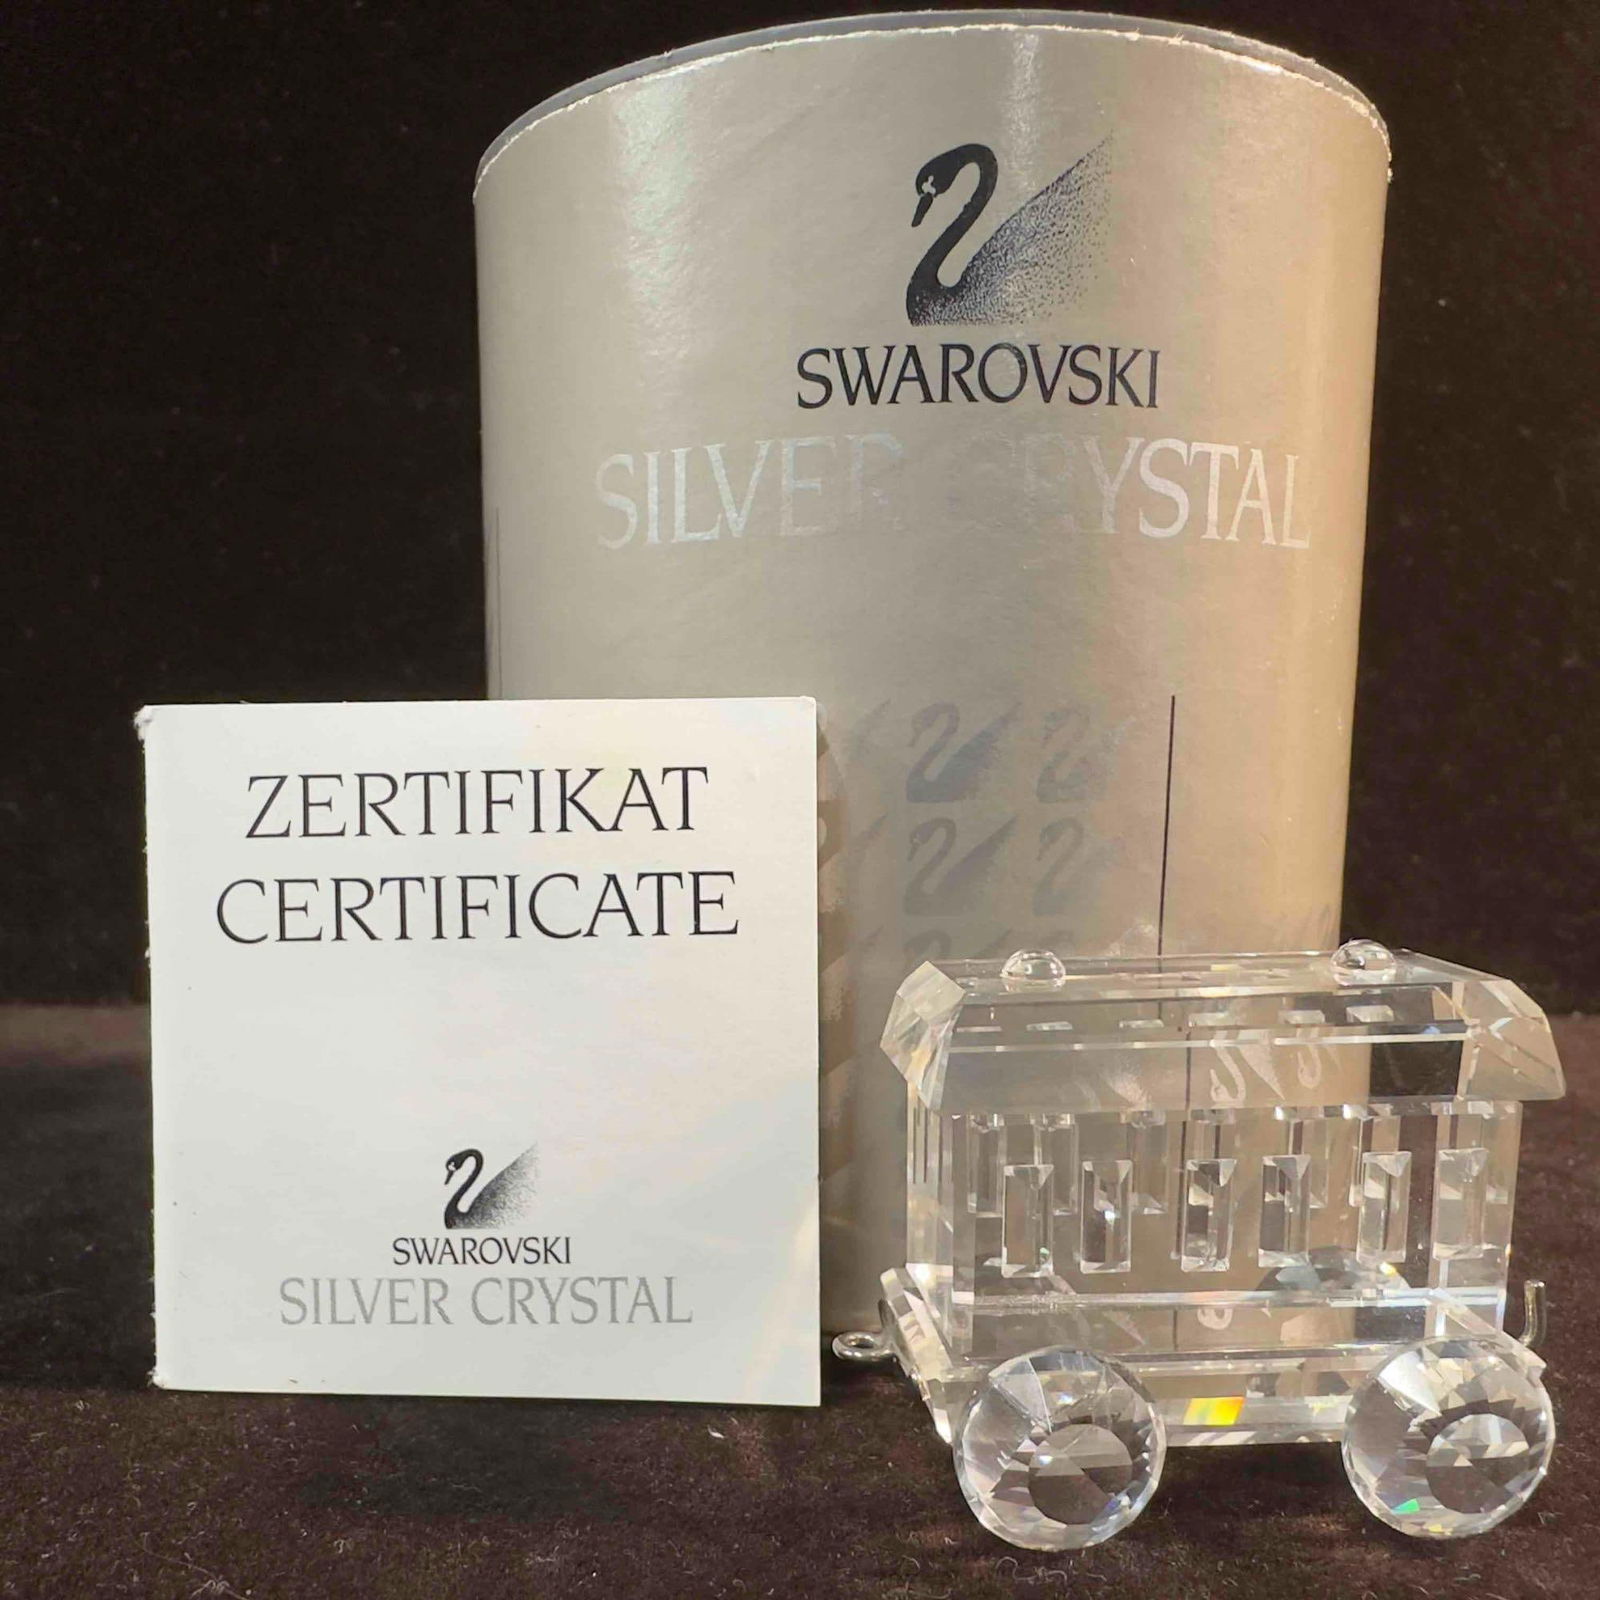 SWAROVSKI
SILVER CRYSTAL
ZERTIFIKAT
CERTIFICATE
SWAROVSKI
SILVER CRYSTAL